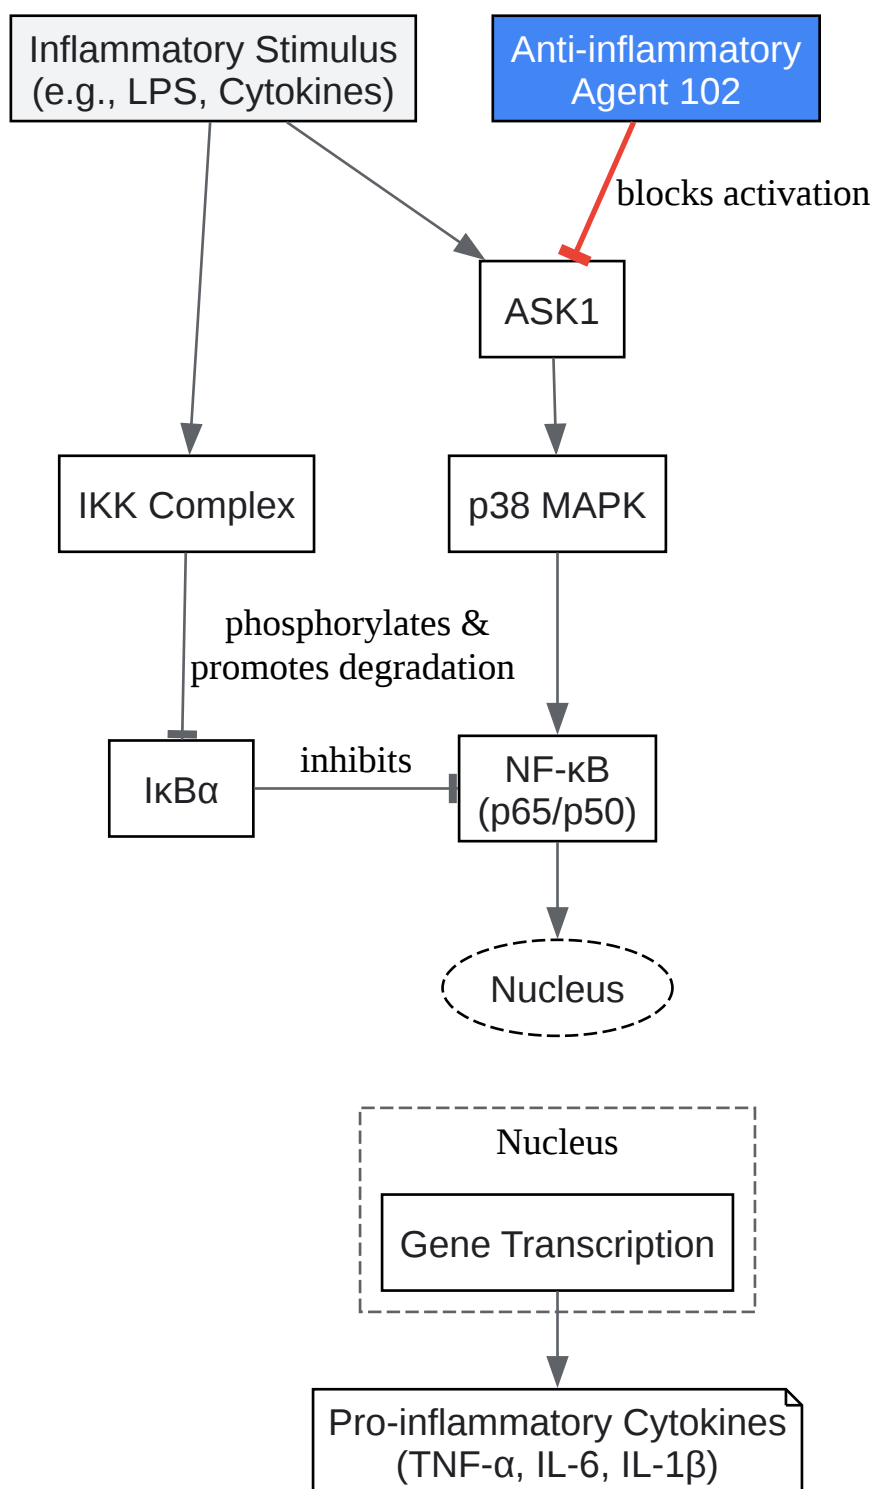 Inflammatory Stimulus
(e.g., LPS, Cytokines)
Anti-inflammatory
Agent 102
blocks activation
ASK1
IKK Complex
p38 MAPK
phosphorylates &
promotes degradation
IκBα
inhibits
NF-κB
(p65/p50)
Nucleus
Nucleus
Gene Transcription
Pro-inflammatory Cytokines
(TNF-α, IL-6, IL-1β)